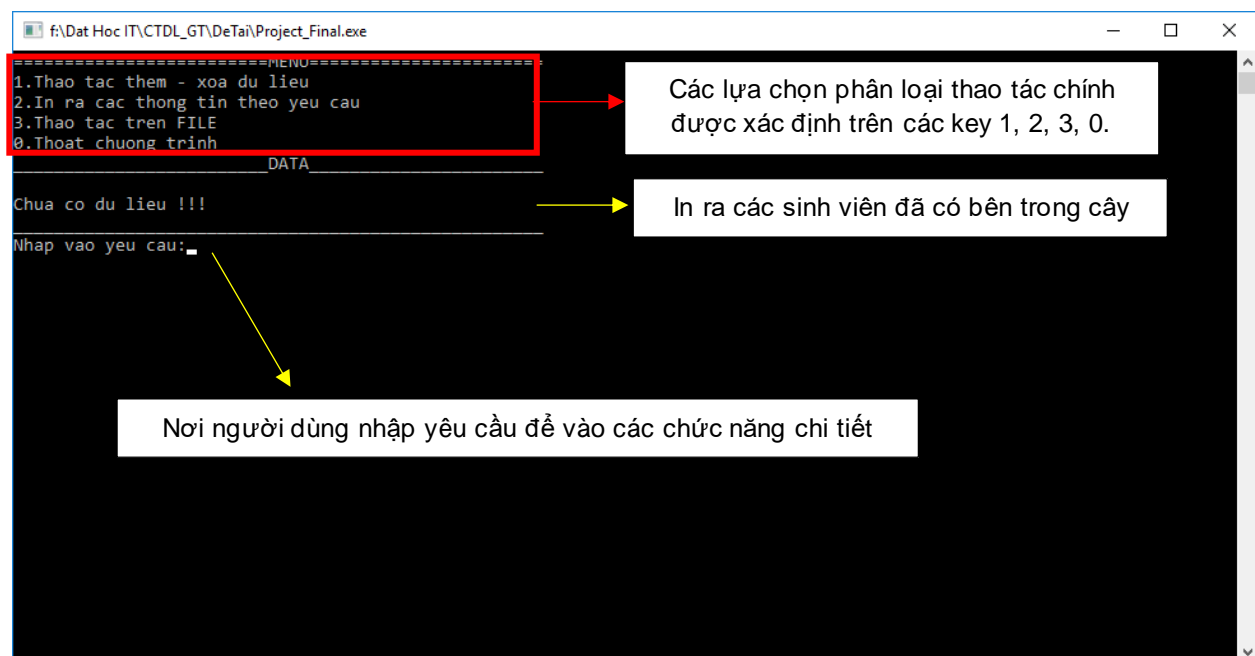 f:\Dat Hoc IT\CTDL_GT\DeTai\Project_Final.exe
=========================MENU=======================
1.Thao tac them - xoa du lieu
2.In ra cac thong tin theo yeu cau
3.Thao tac tren FILE
0.Thoat chuong trinh
_________________________DATA_______________________
Chua co du lieu !!!
____________________________________________________
Nhap vao yeu cau:
Các lựa chọn phân loại thao tác chính
được xác định trên các key 1, 2, 3, 0.
In ra các sinh viên đã có bên trong cây
Nơi người dùng nhập yêu cầu để vào các chức năng chi tiết